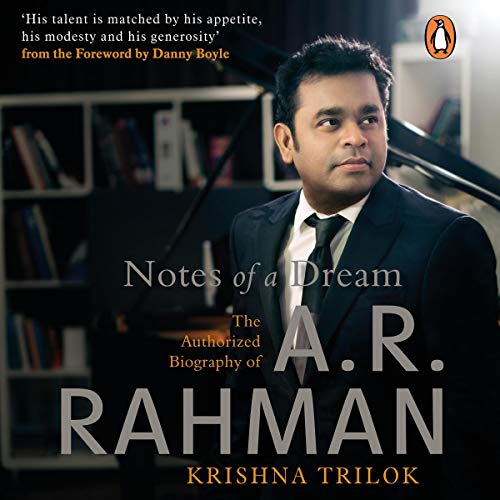 ‘His talent is matched by his appetite,
his modesty and his generosity’
from the Foreword by Danny Boyle
Notes of a Dream
The
Authorized
Biography of
A.R.
RAHMAN
KRISHNA TRILOK